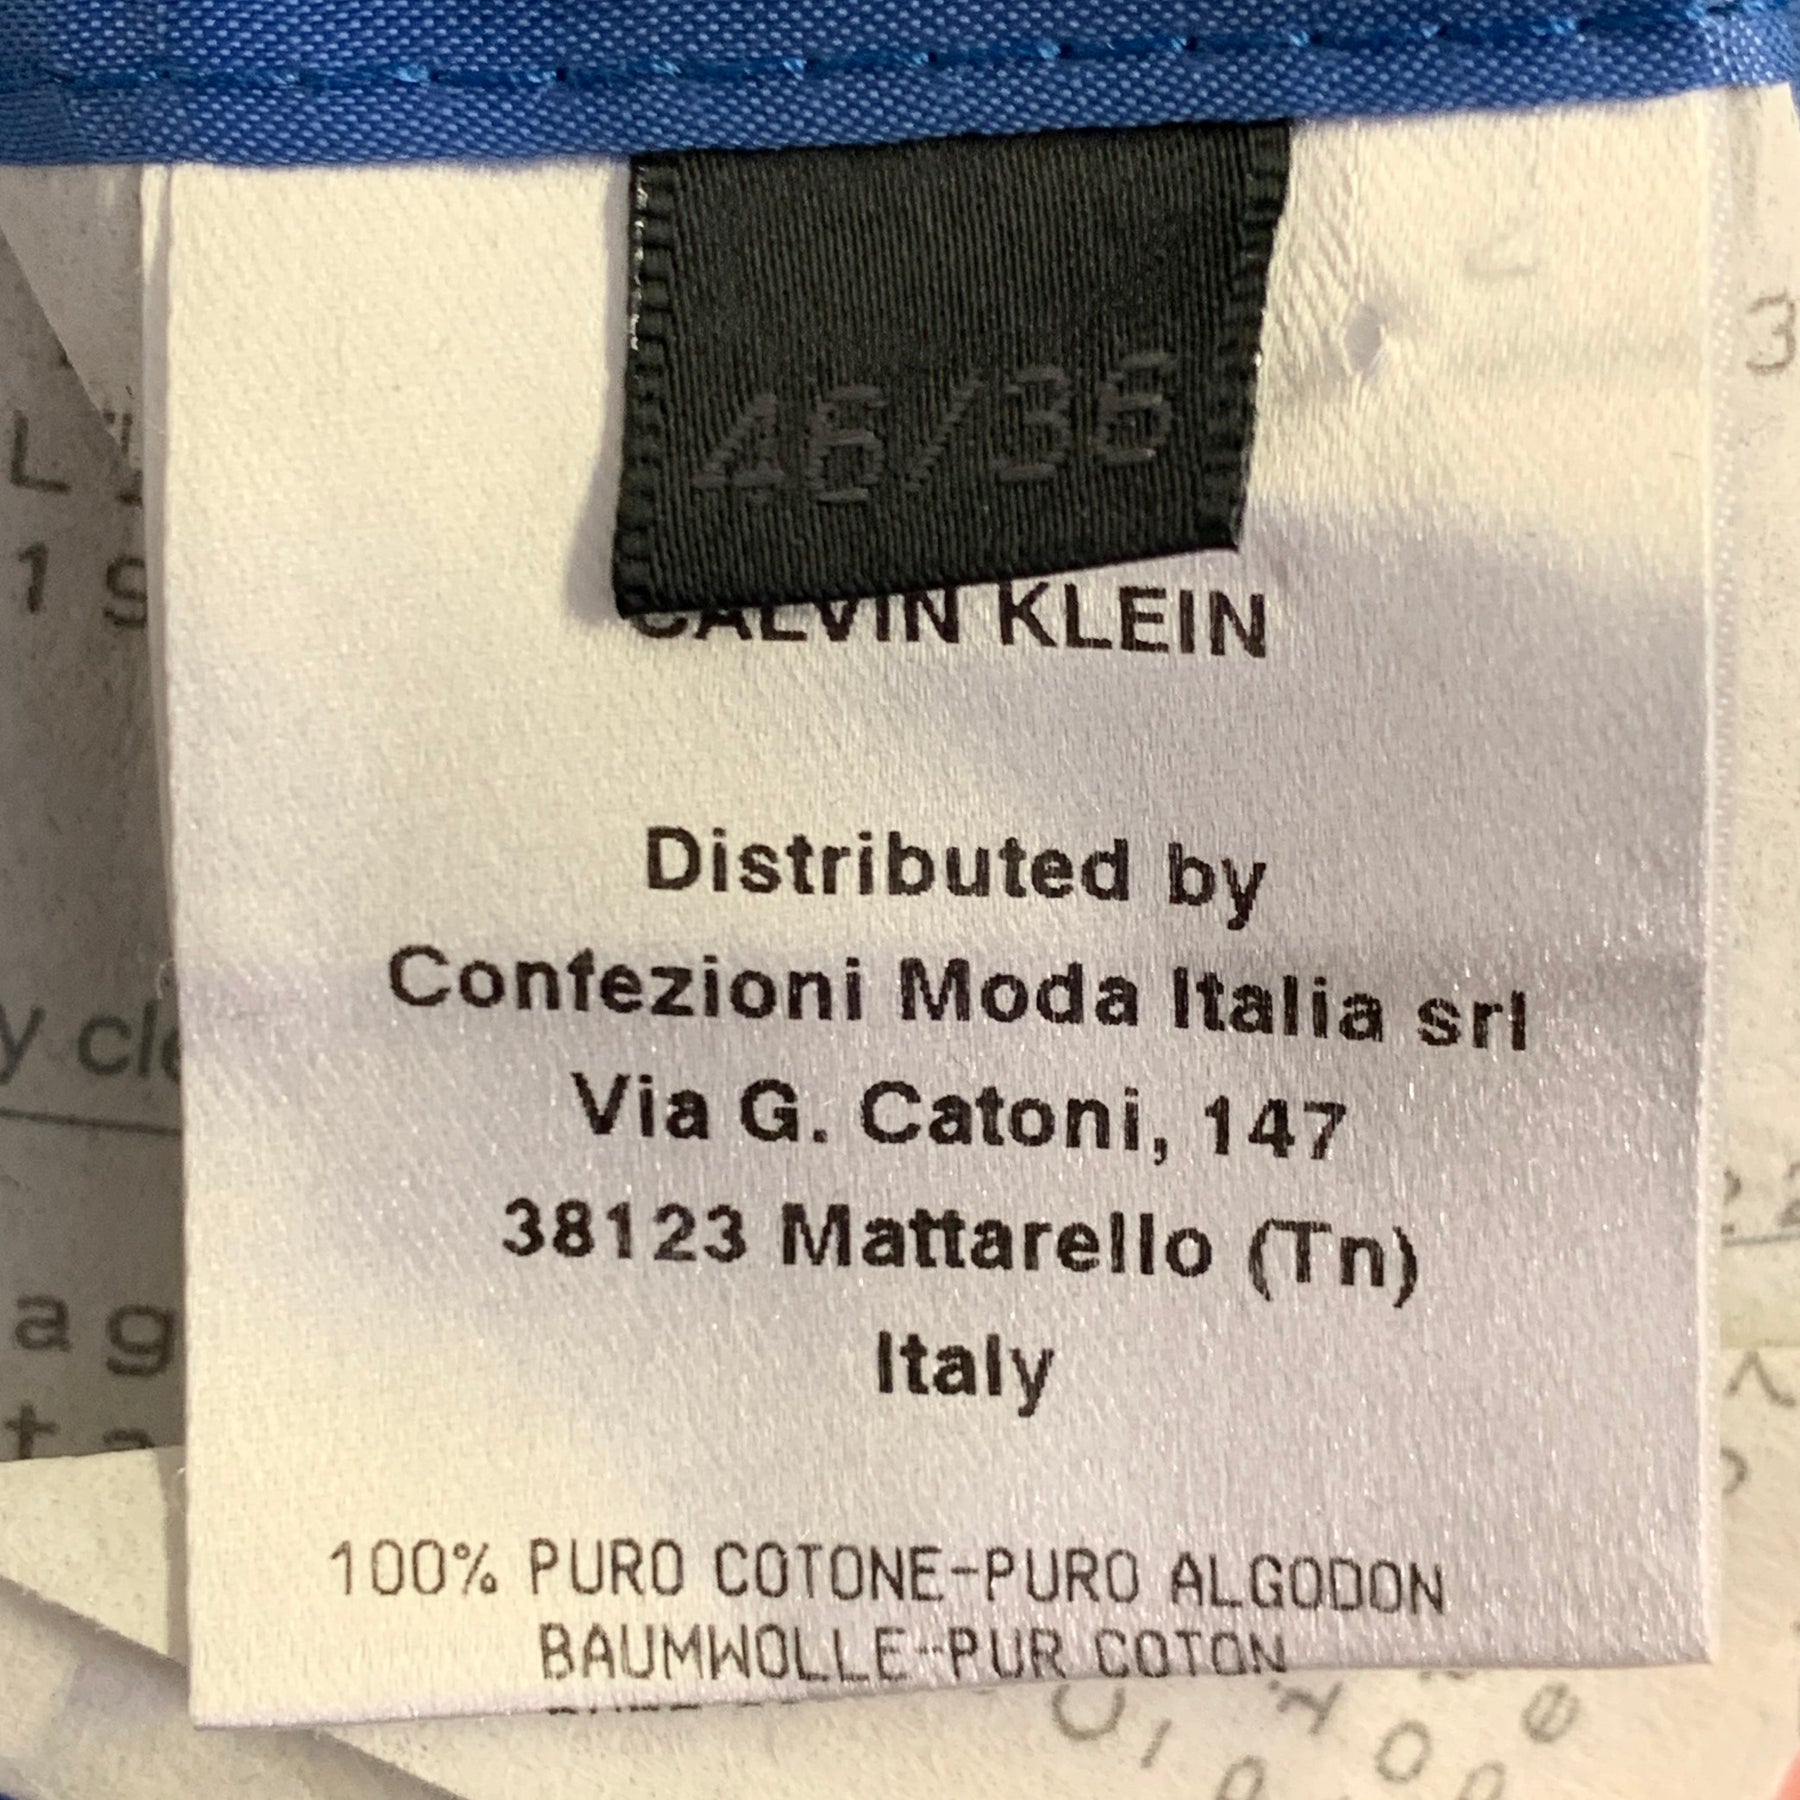 46/36
CALVIN KLEIN
Distributed by
Confezioni Moda Italia srl
Via G. Catoni, 147
38123 Mattarello (Tn)
Italy
100% PURO COTONE-PURO ALGODON
BAUMWOLLE-PUR COTON